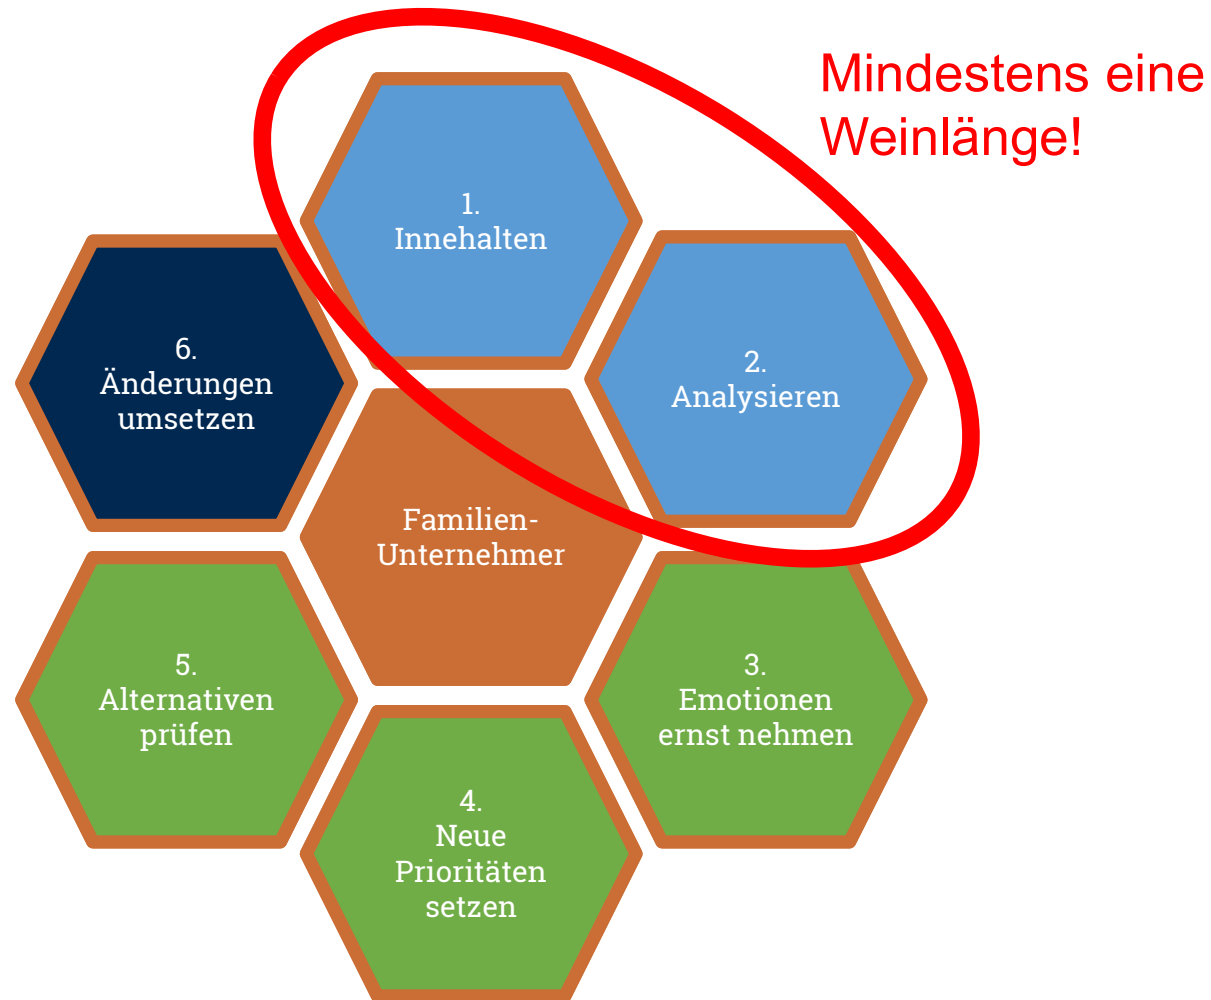 Mindestens eine
Weinlänge!
1.
Innehalten
2.
Analysieren
6.
Änderungen
umsetzen
Familien-
Unternehmer
3.
Emotionen
ernst nehmen
5.
Alternativen
prüfen
4.
Neue
Prioritäten
setzen